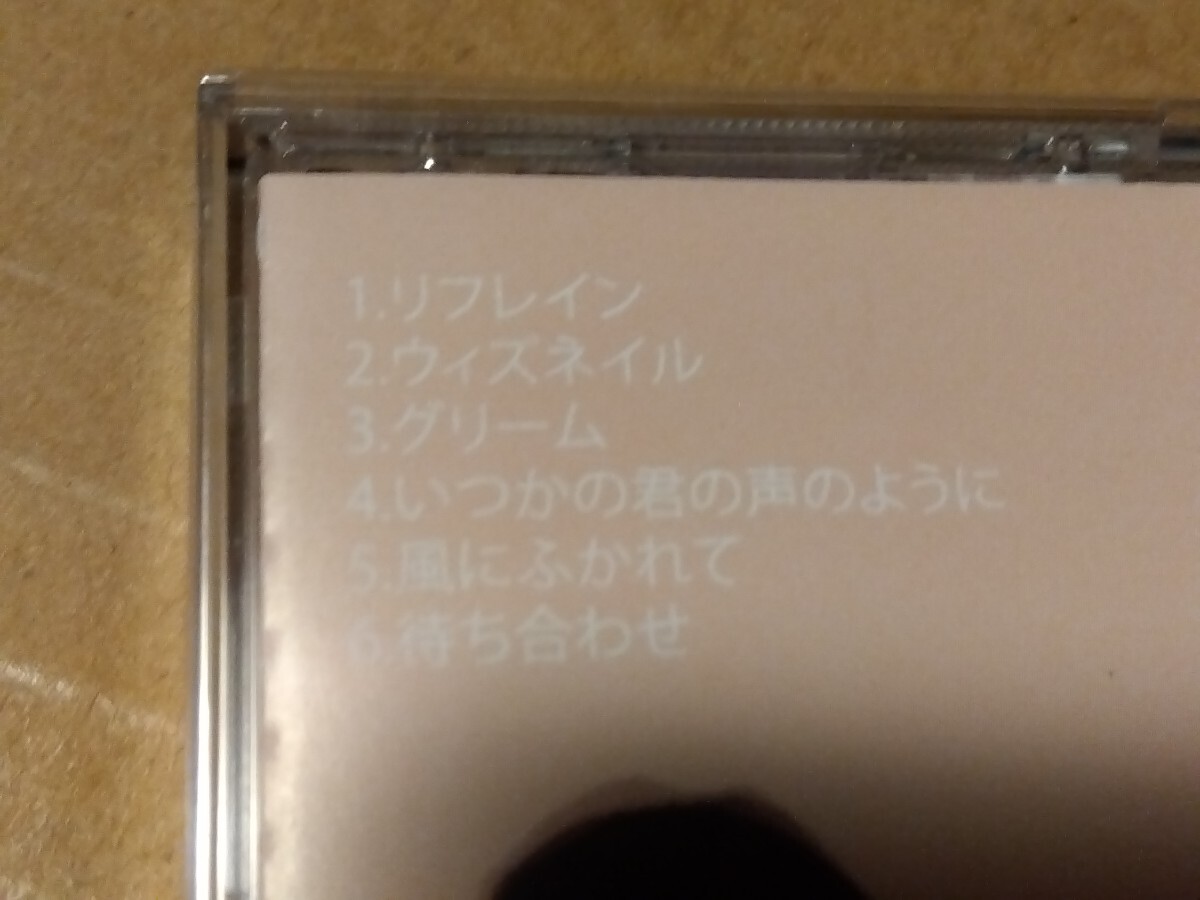 1.リフレイン
2.ウィズネイル
3.グリーム
4.いつかの君の声のように
5.風にふかれて
6.待ち合わせ